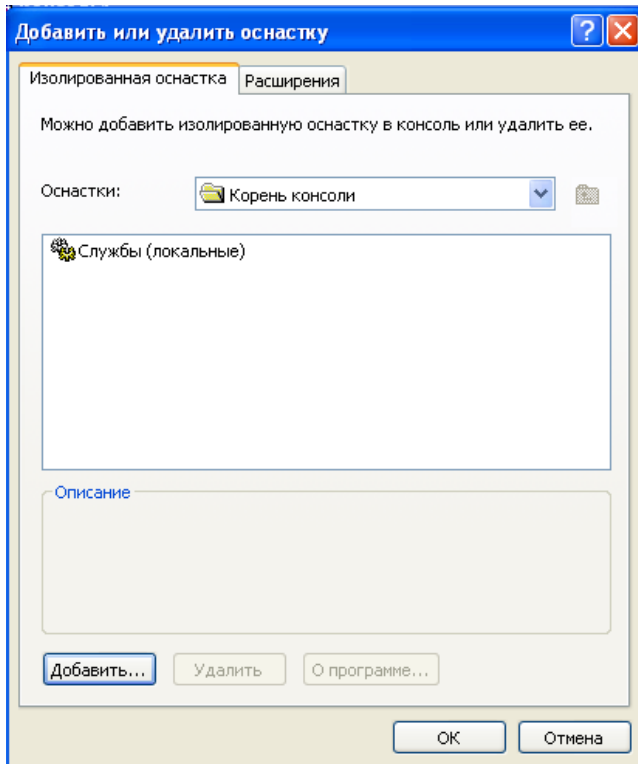 Добавить или удалить оснастку
Изолированная оснастка Расширения
Можно добавить изолированную оснастку в консоль или удалить ее.
Оснастки: Корень консоли
Службы (локальные)
Описание
Добавить... Удалить О программе...
ОК Отмена